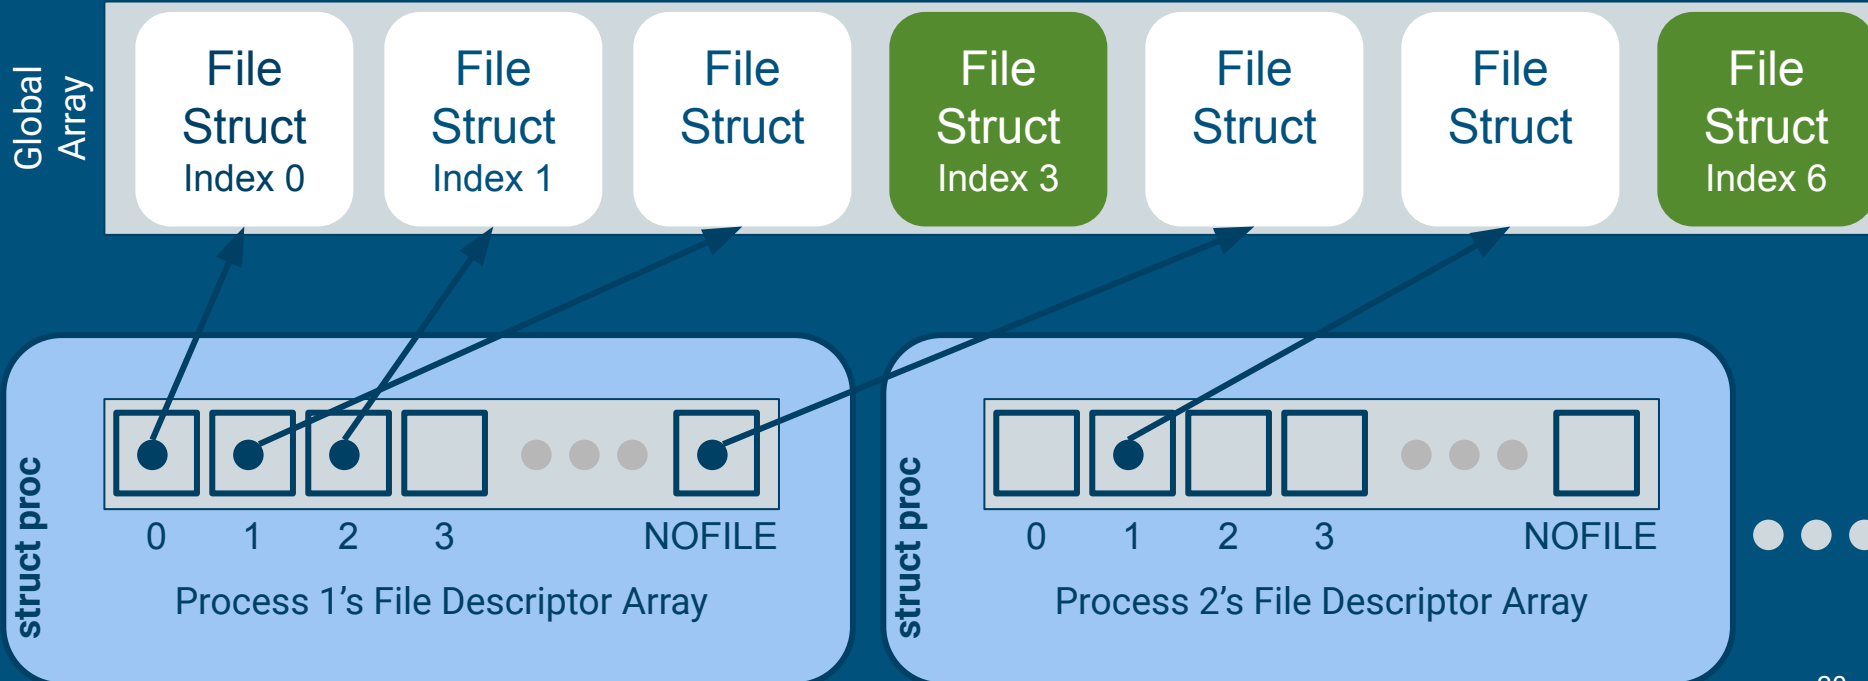 Global
Array
File
Struct
Index 0
File
Struct
Index 1
File
Struct
File
Struct
Index 3
File
Struct
File
Struct
File
Struct
Index 6
struct proc
0 1 2 3 NOFILE
Process 1’s File Descriptor Array
struct proc
0 1 2 3 NOFILE
Process 2’s File Descriptor Array